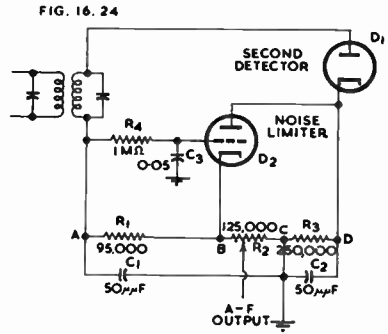 FIG. 16.24
D1
SECOND
DETECTOR
NOISE
LIMITER
R4
1MΩ
0·05
C3
D2
A
R1
95,000
B
125,000
R2
C
R3
250,000
D
C1
50μμF
C2
50μμF
A-F
OUTPUT